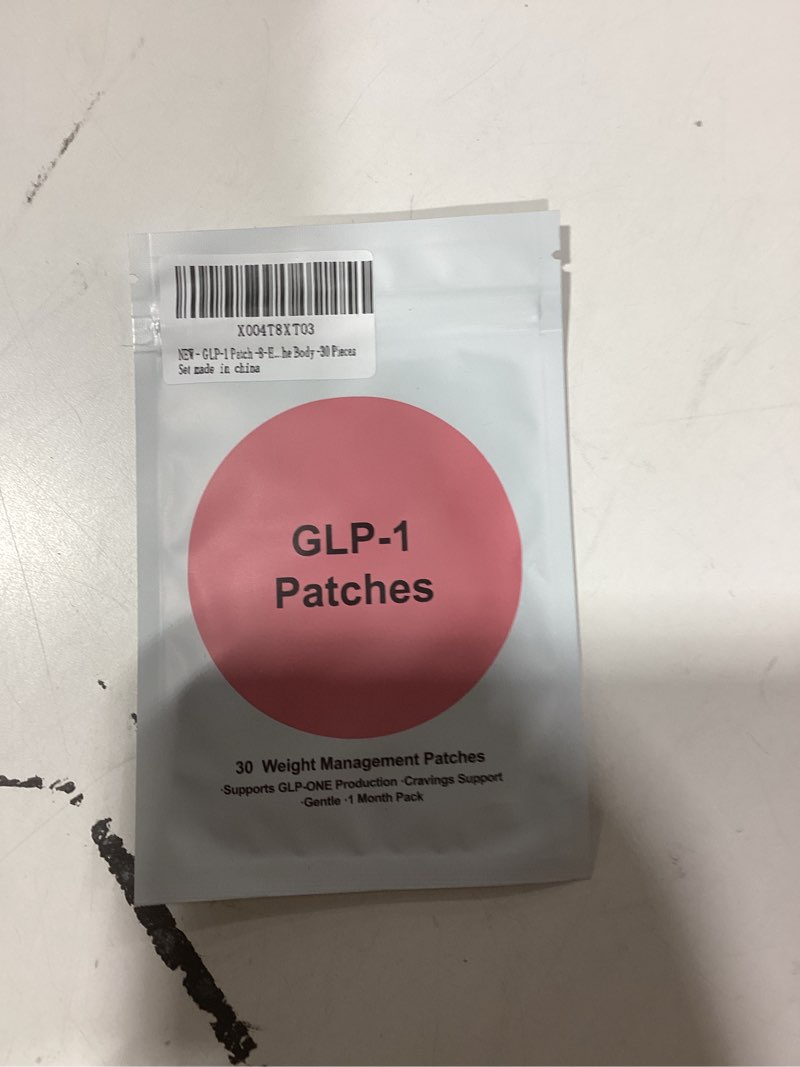 X004T8XT03
NEW - GLP-1 Patch -8-H...he Body -30 Pieces
Set made in china
GLP-1
Patches
30 Weight Management Patches
·Supports GLP-ONE Production ·Cravings Support
·Gentle ·1 Month Pack